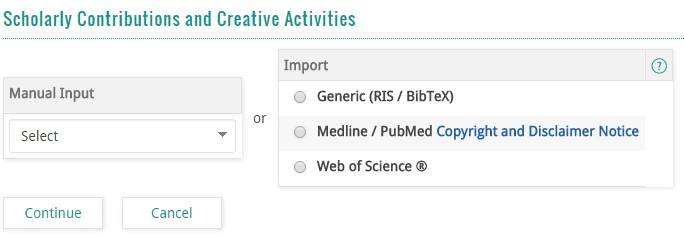 Scholarly Contributions and Creative Activities
Manual Input
Select
or
Import ?
Generic (RIS / BibTeX)
Medline / PubMed Copyright and Disclaimer Notice
Web of Science ®
Continue Cancel